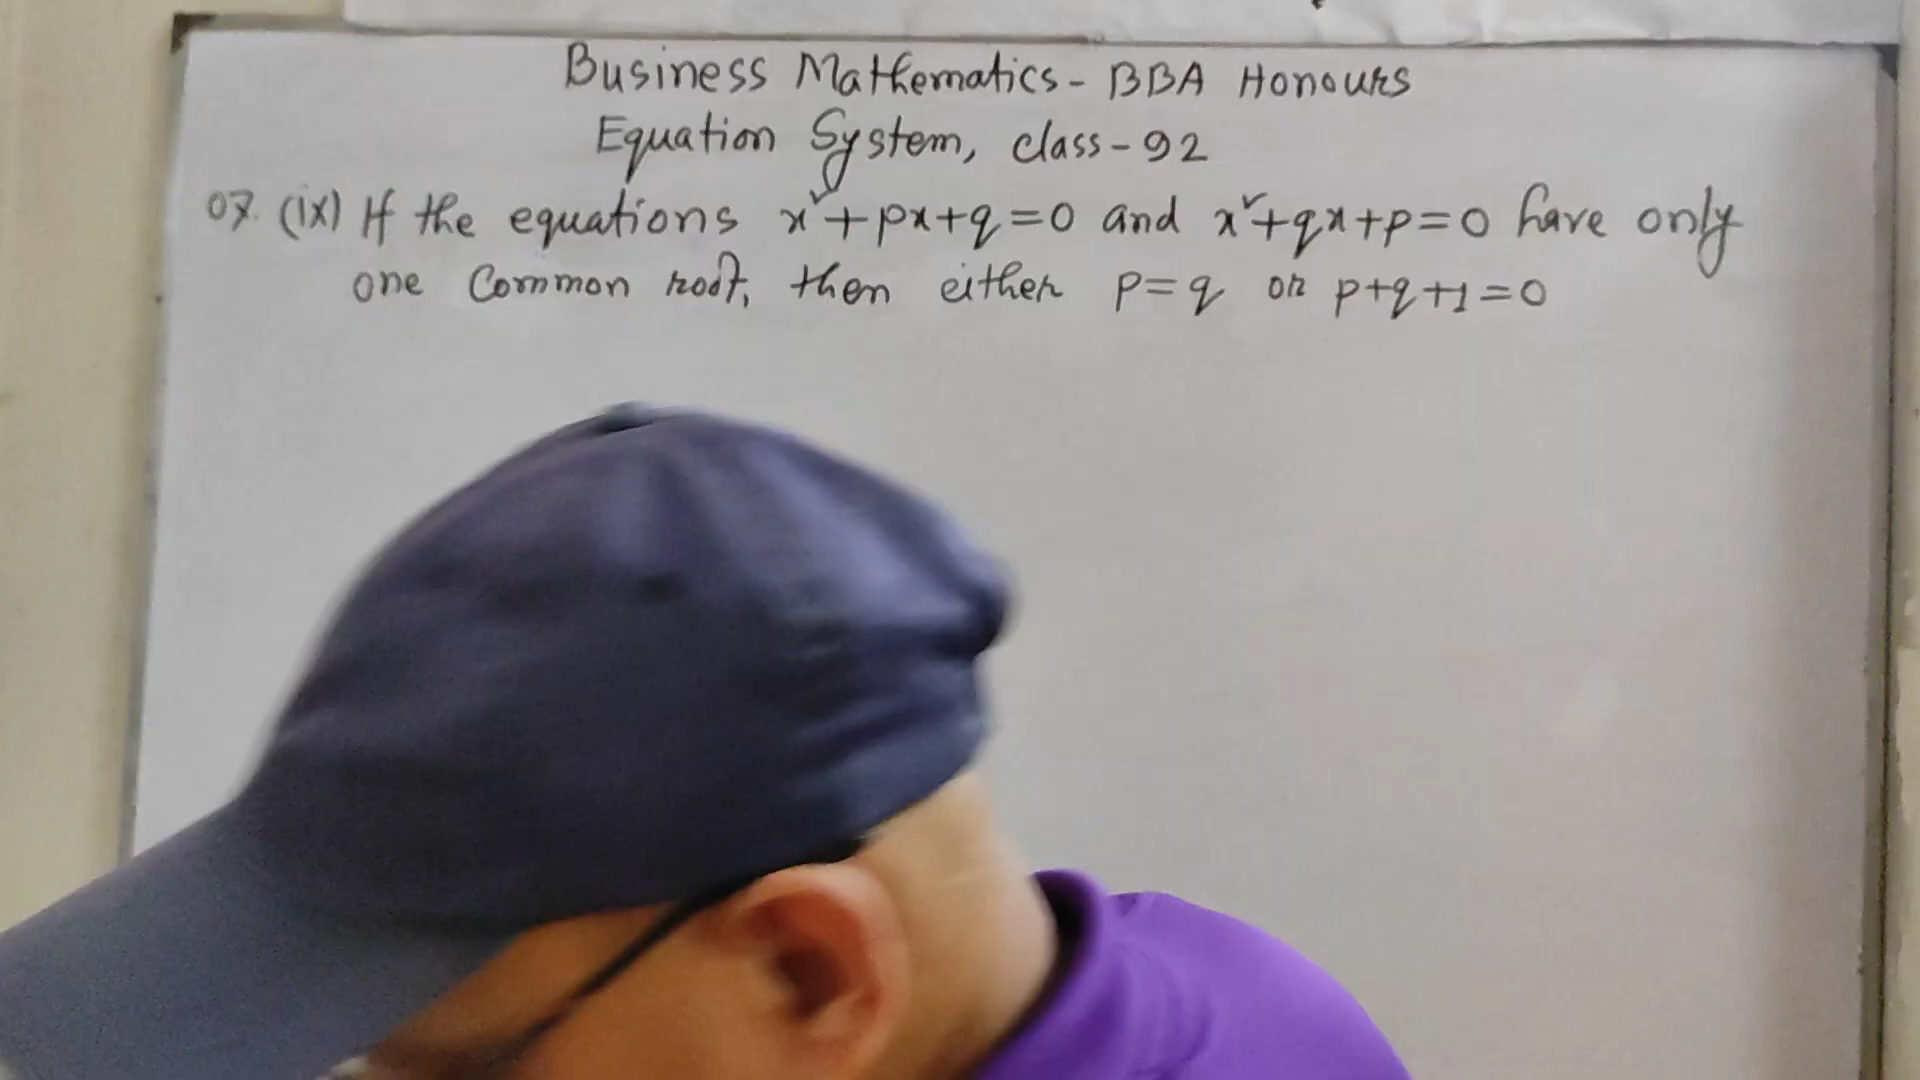 Business Mathematics - BBA Honours
Equation System, class - 92
07. (ix) If the equations x²+px+q=0 and x²+qx+p=0 have only
one common root, then either p=q or p+q+1=0